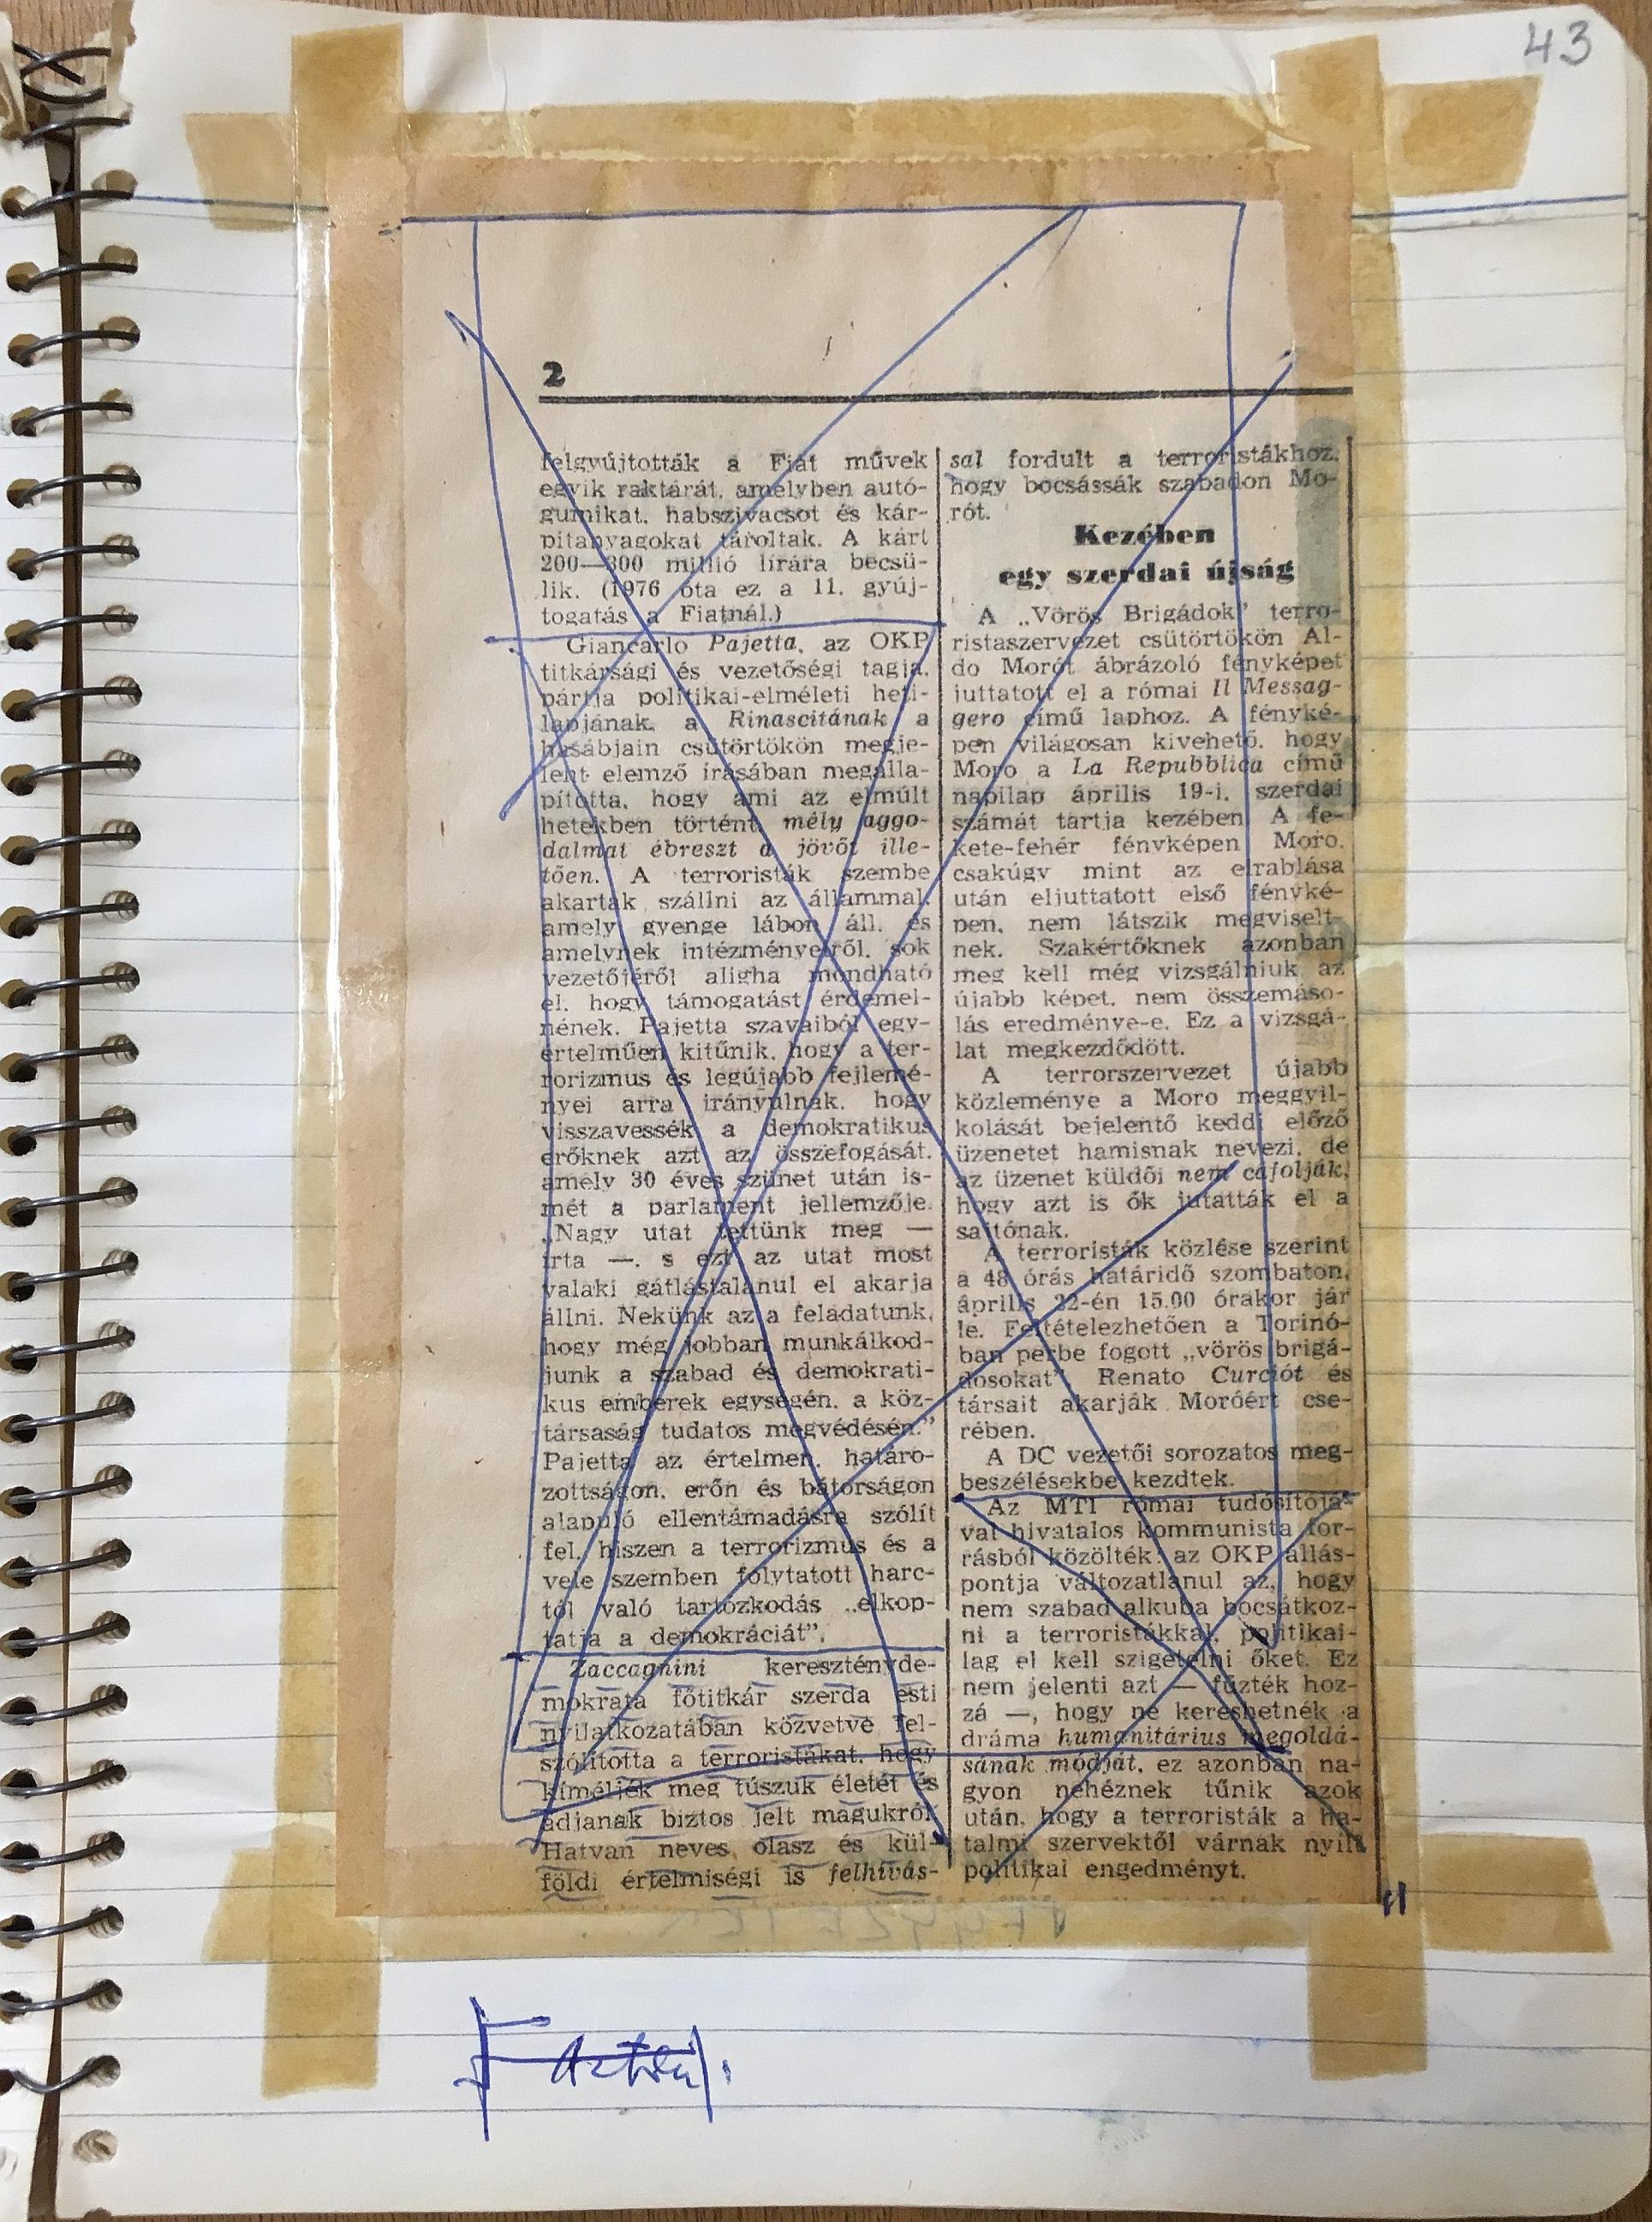 43
2
felgyújtották a Fiat művek
egyik raktárát, amelyben autó-
gumikat, habszivacsot és kár-
pitanyagokat tároltak. A kárt
200—300 millió lírára becsü-
lik. (1976 óta ez a 11. gyúj-
togatás a Fiatnál.)
Giancarlo Pajetta, az OKP
titkársági és vezetőségi tagja,
pártja politikai-elméleti heti-
lapjának, a Rinascitának a
hasábjain csütörtökön megje-
lent elemző írásában megálla-
pította, hogy ami az elmúlt
hetekben történt, mély aggo-
dalmat ébreszt a jövőt ille-
tően. A terroristák szembe
akartak szállni az állammal,
amely gyenge lábon áll, és
amelynek intézményeiről, sok
vezetőjéről aligha mondható
el, hogy támogatást érdemel-
nének. Pajetta szavaiból egy-
értelműen kitűnik, hogy a ter-
rorizmus és legújabb fejlemé-
nyei arra irányulnak, hogy
visszavessék a demokratikus
erőknek azt az összefogását,
amely 30 éves szünet után is-
mét a parlament jellemzője.
„Nagy utat tettünk meg —
írta —, s ezt az utat most
valaki gátlástalanul el akarja
állni. Nekünk az a feladatunk,
hogy még jobban munkálkod-
junk a szabad és demokrati-
kus emberek egységén, a köz-
társaság tudatos megvédésén."
Pajetta az értelmen, határo-
zottságon, erőn és bátorságon
alapuló ellentámadásra szólít
fel, hiszen a terrorizmus és a
vele szemben folytatott harc-
tól való tartózkodás „elkop-
tatja a demokráciát".
Zaccagnini kereszténydе-
mokrata főtitkár szerda esti
nyilatkozatában közvetve fel-
szólította a terroristákat, hogy
kíméljék meg túszuk életét és
adjanak biztos jelt magukról.
Hatvan neves olasz és kül-
földi értelmiségi is felhívás-
sal fordult a terroristákhoz,
hogy bocsássák szabadon Mo-
rót.
Kezében
egy szerdai újság
A „Vörös Brigádok" terro-
ristaszervezet csütörtökön Al-
do Morót ábrázoló fényképet
juttatott el a római Il Messag-
gero című laphoz. A fényké-
pen világosan kivehető, hogy
Moro a La Repubblica című
napilap április 19-i, szerdai
számát tartja kezében. A fe-
kete-fehér fényképen Moro,
csakúgy mint az elrablása
után eljuttatott első fényké-
pen, nem látszik megviselt-
nek. Szakértőknek azonban
meg kell még vizsgálniuk az
újabb képet, nem összemáso-
lás eredménye-e. Ez a vizsgá-
lat megkezdődött.
A terrorszervezet újabb
közleménye a Moro meggyil-
kolását bejelentő keddi előző
üzenetet hamisnak nevezi, de
az üzenet küldői nem cáfolják,
hogy azt is ők jutatták el a
sajtónak.
A terroristák közlése szerint
a 48 órás határidő szombaton,
április 22-én 15.00 órakor jár
le. Feltételezhetően a Torinó-
ban perbe fogott „vörös brigá-
dosokat" Renato Curciót és
társait akarják Moróért cse-
rében.
A DC vezetői sorozatos meg-
beszélésekbe kezdtek.
Az MTI római tudósítójá-
val hivatalos kommunista for-
rásból közölték: az OKP állás-
pontja változatlanul az, hogy
nem szabad alkuba bocsátkoz-
ni a terroristákkal, politikai-
lag el kell szigetelni őket. Ez
nem jelenti azt — fűzték hoz-
zá —, hogy ne kereshetnék a
dráma humanitárius megoldá-
sának módját, ez azonban na-
gyon nehéznek tűnik azok
után, hogy a terroristák a ha-
talmi szervektől várnak nyílt
politikai engedményt.